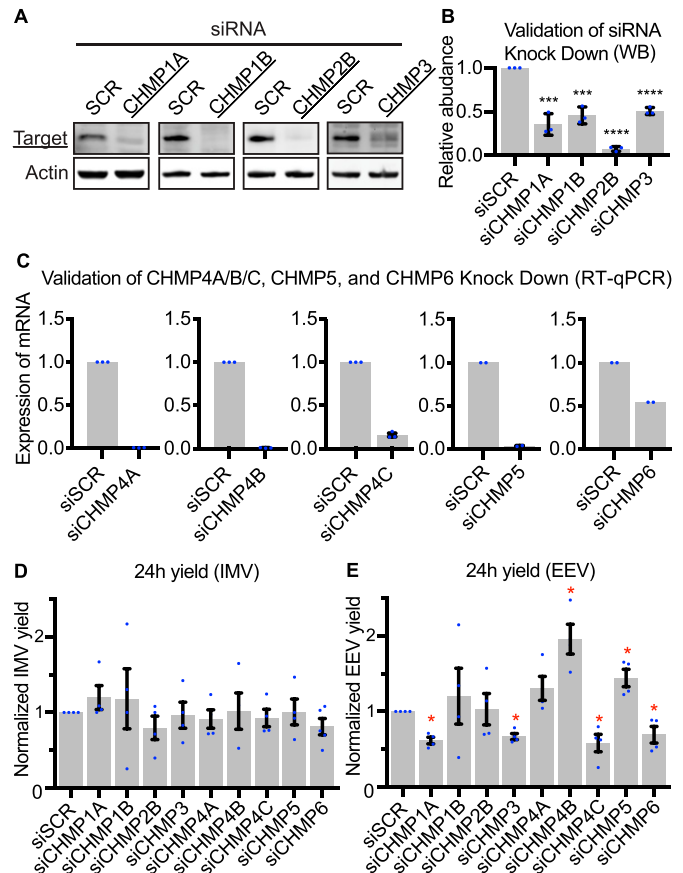 A
siRNA
SCR
CHMP1A
SCR
CHMP1B
SCR
CHMP2B
SCR
CHMP3
Target
Actin
B
Validation of siRNA
Knock Down (WB)
Relative abudance
1.0
0.5
0.0
***
***
****
****
siSCR
siCHMP1A
siCHMP1B
siCHMP2B
siCHMP3
C
Validation of CHMP4A/B/C, CHMP5, and CHMP6 Knock Down (RT-qPCR)
Expression of mRNA
1.5
1.0
0.5
0.0
siSCR
siCHMP4A
1.5
1.0
0.5
0.0
siSCR
siCHMP4B
1.5
1.0
0.5
0.0
siSCR
siCHMP4C
1.5
1.0
0.5
0.0
siSCR
siCHMP5
1.5
1.0
0.5
0.0
siSCR
siCHMP6
D
24h yield (IMV)
Normalized IMV yield
2
1
0
siSCR
siCHMP1A
siCHMP1B
siCHMP2B
siCHMP3
siCHMP4A
siCHMP4B
siCHMP4C
siCHMP5
siCHMP6
E
24h yield (EEV)
Normalized EEV yield
2
1
0
*
*
*
*
*
*
siSCR
siCHMP1A
siCHMP1B
siCHMP2B
siCHMP3
siCHMP4A
siCHMP4B
siCHMP4C
siCHMP5
siCHMP6